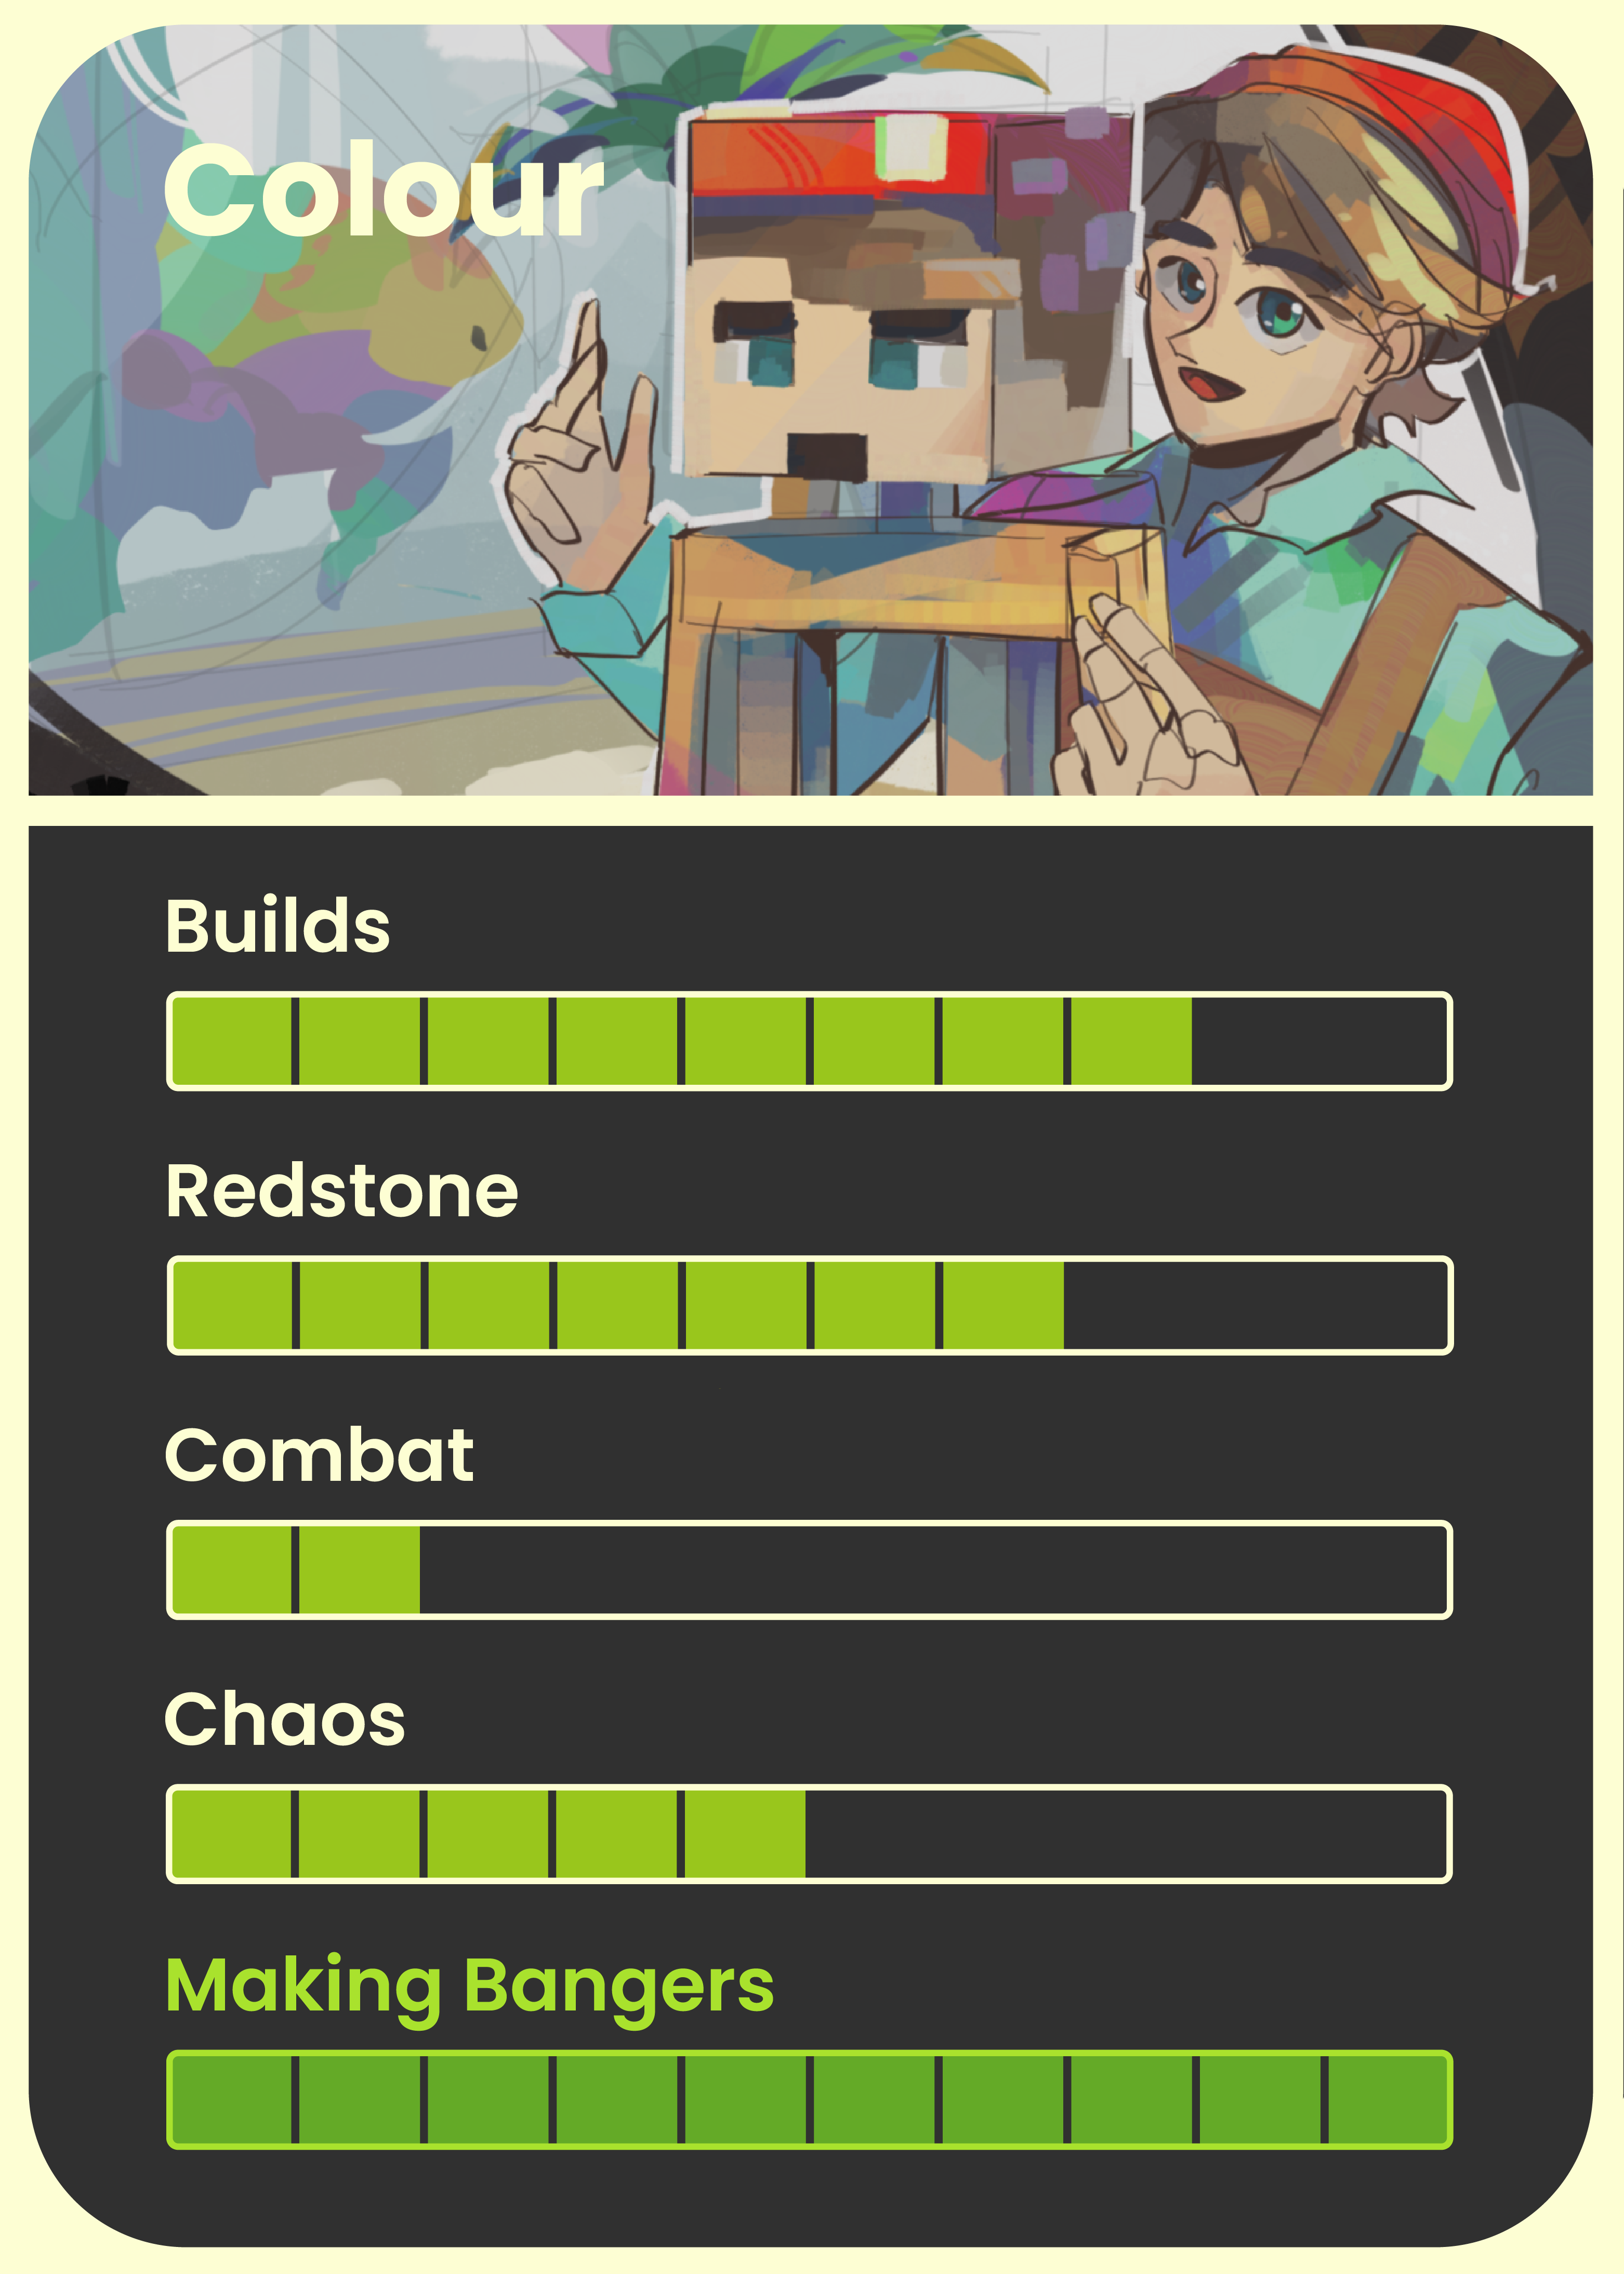 Colour
Builds
Redstone
Combat
Chaos
Making Bangers